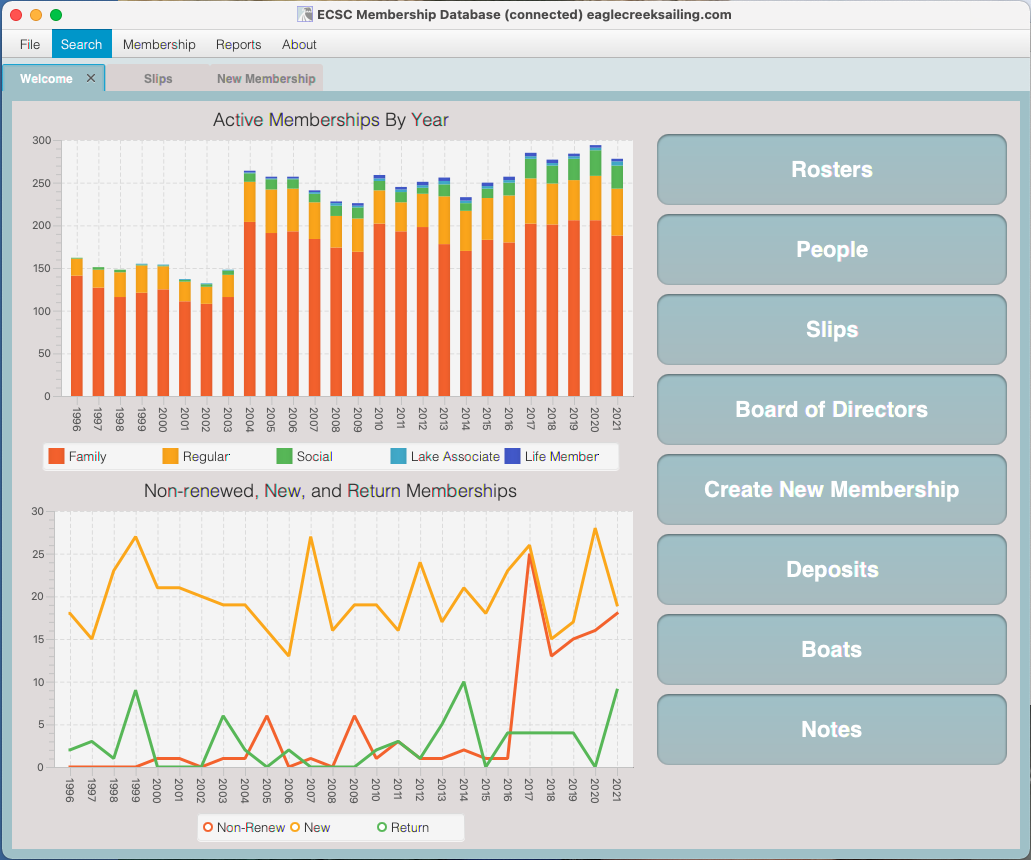 ECSC Membership Database (connected) eaglecreeksailing.com
File Search Membership Reports About
Welcome × Slips New Membership
Active Memberships By Year
300
250
200
150
100
50
0
1996 1997 1998 1999 2000 2001 2002 2003 2004 2005 2006 2007 2008 2009 2010 2011 2012 2013 2014 2015 2016 2017 2018 2019 2020 2021
Family Regular Social Lake Associate Life Member
Non-renewed, New, and Return Memberships
30
25
20
15
10
5
0
1996 1997 1998 1999 2000 2001 2002 2003 2004 2005 2006 2007 2008 2009 2010 2011 2012 2013 2014 2015 2016 2017 2018 2019 2020 2021
Non-Renew New Return
Rosters
People
Slips
Board of Directors
Create New Membership
Deposits
Boats
Notes